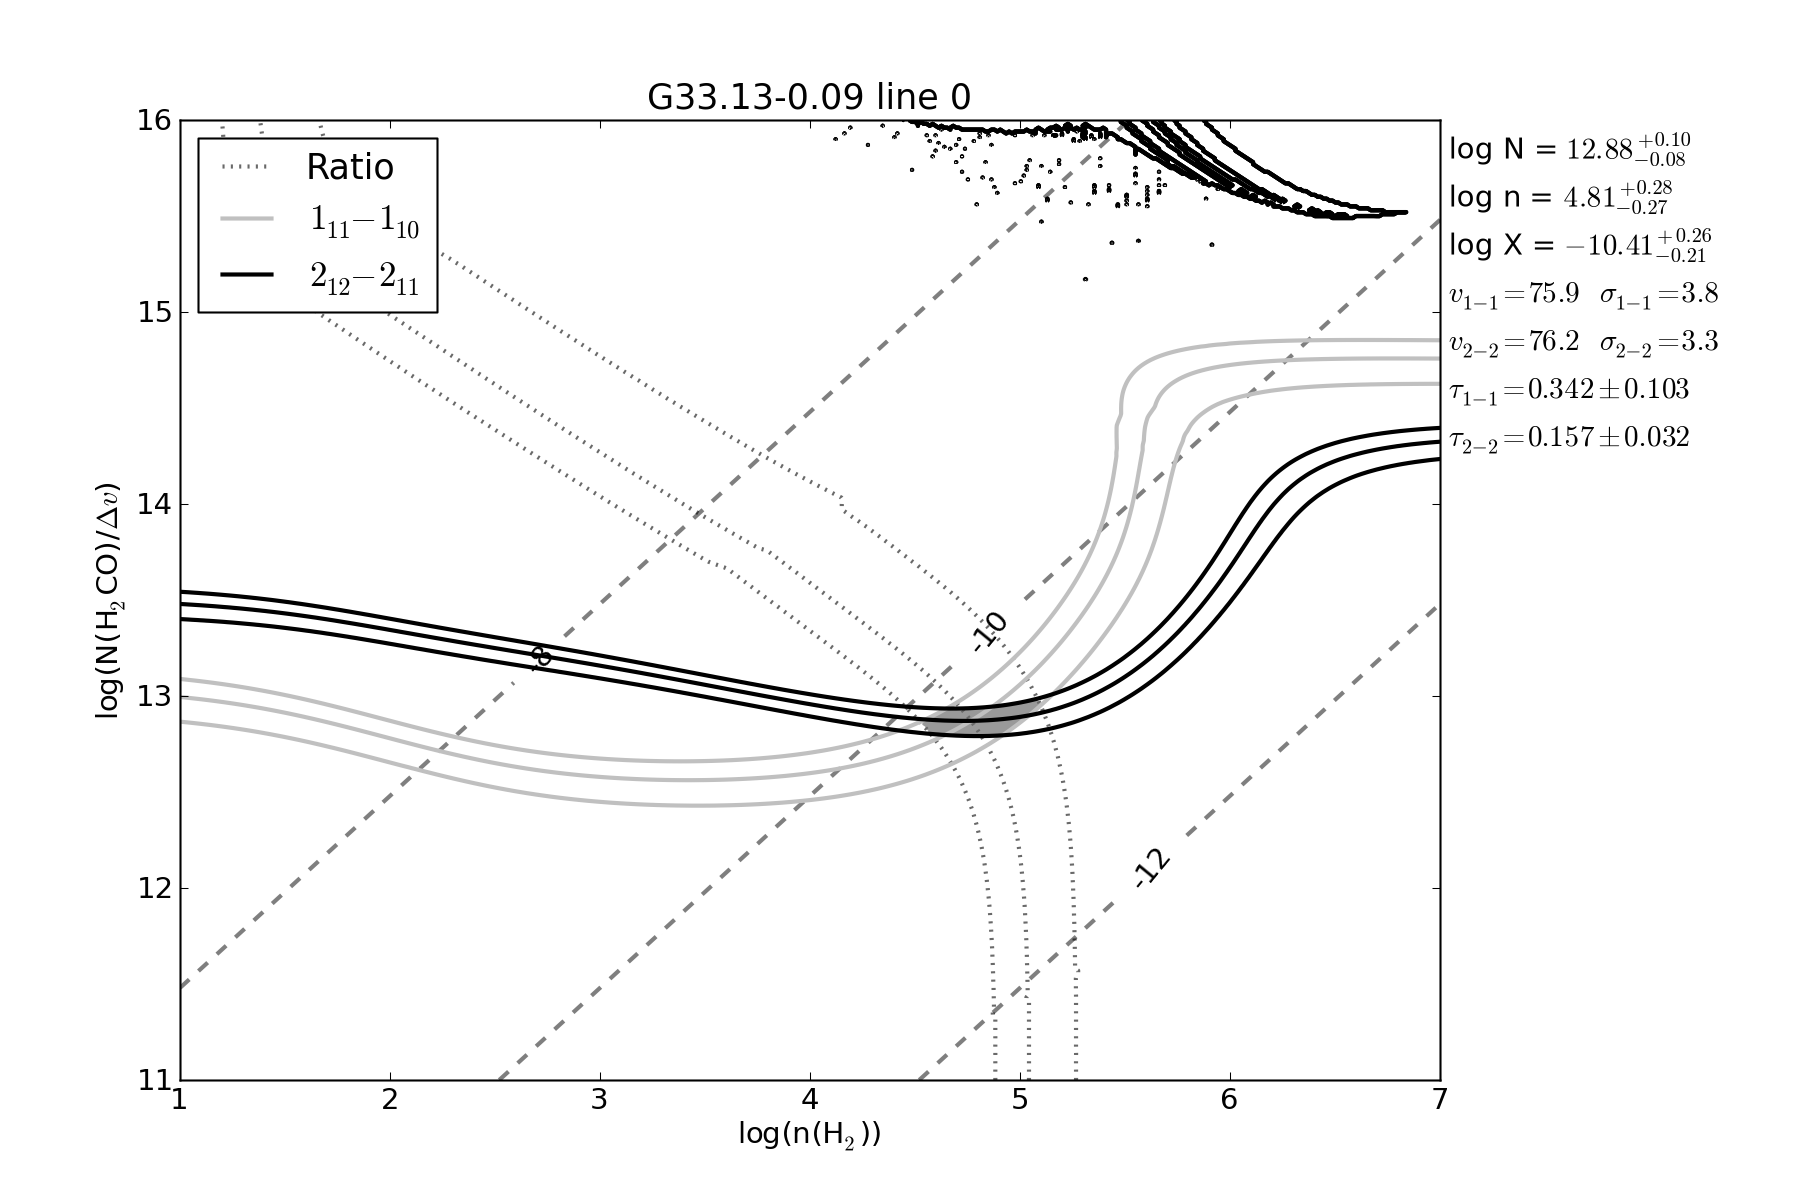 G33.13-0.09 line 0
16
15
14
13
12
11
log(N(H₂CO)/Δv)
Ratio
1₁₁−1₁₀
2₁₂−2₁₁
-8
-10
-12
1 2 3 4 5 6 7
log(n(H₂))
log N = 12.88 +0.10 −0.08
log n = 4.81 +0.28 −0.27
log X = −10.41 +0.26 −0.21
v₁₋₁=75.9 σ₁₋₁=3.8
v₂₋₂=76.2 σ₂₋₂=3.3
τ₁₋₁=0.342±0.103
τ₂₋₂=0.157±0.032